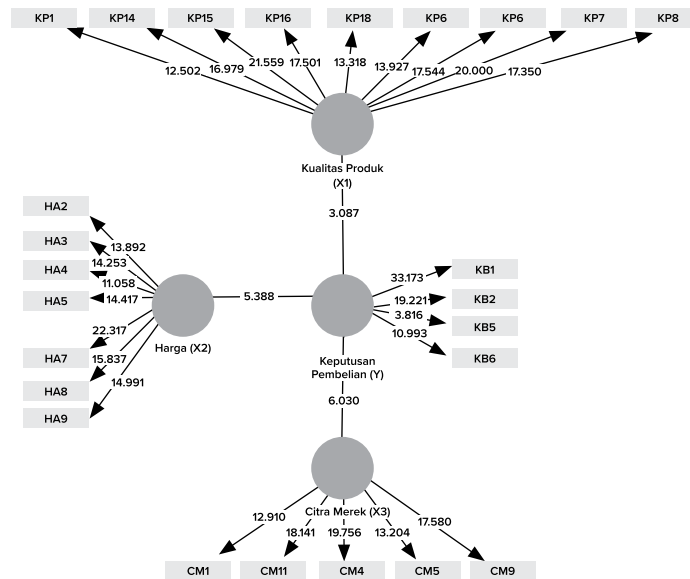 KP1 KP14 KP15 KP16 KP18 KP6 KP6 KP7 KP8
12.502 16.979 21.559 17.501 13.318 13.927 17.544 20.000 17.350
Kualitas Produk
(X1)
3.087
HA2
HA3
HA4
HA5
HA7
HA8
HA9
13.892
14.253
11.058
14.417
22.317
15.837
14.991
Harga (X2)
5.388
33.173
19.221
3.816
10.993
KB1
KB2
KB5
KB6
Keputusan
Pembelian (Y)
6.030
Citra Merek (X3)
12.910 18.141 19.756 13.204 17.580
CM1 CM11 CM4 CM5 CM9